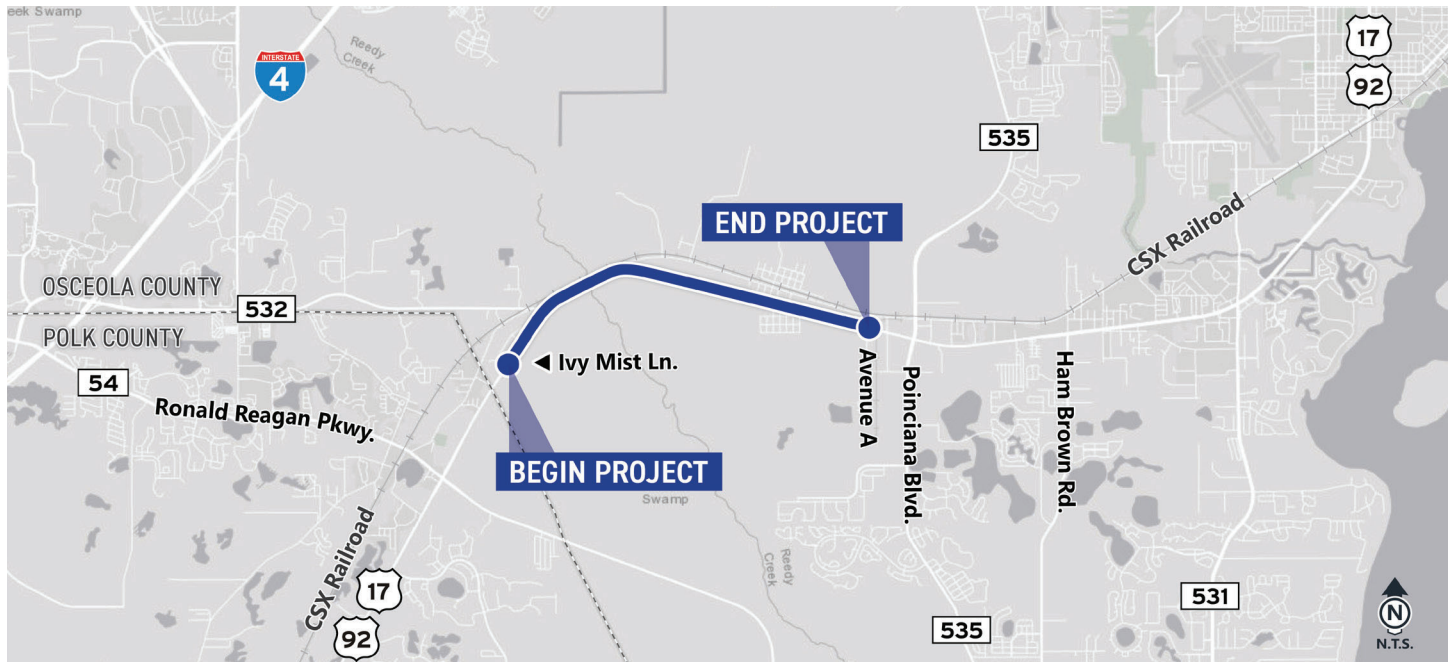 eek Swamp
INTERSTATE
4
Reedy
Creek
17
92
535
END PROJECT
CSX Railroad
OSCEOLA COUNTY
532
POLK COUNTY
Ivy Mist Ln.
54
Ronald Reagan Pkwy.
Avenue A
Poinciana Blvd.
Ham Brown Rd.
BEGIN PROJECT
Swamp
CSX Railroad
Reedy
Creek
17
92
535
531
N
N.T.S.